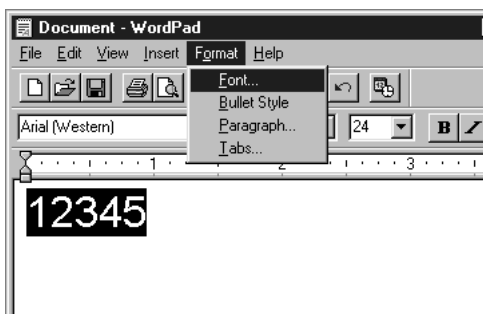 Document - WordPad
File Edit View Insert Format Help
Font...
Bullet Style
Paragraph...
Tabs...
Arial (Western) 24 B I
1 2 3
12345